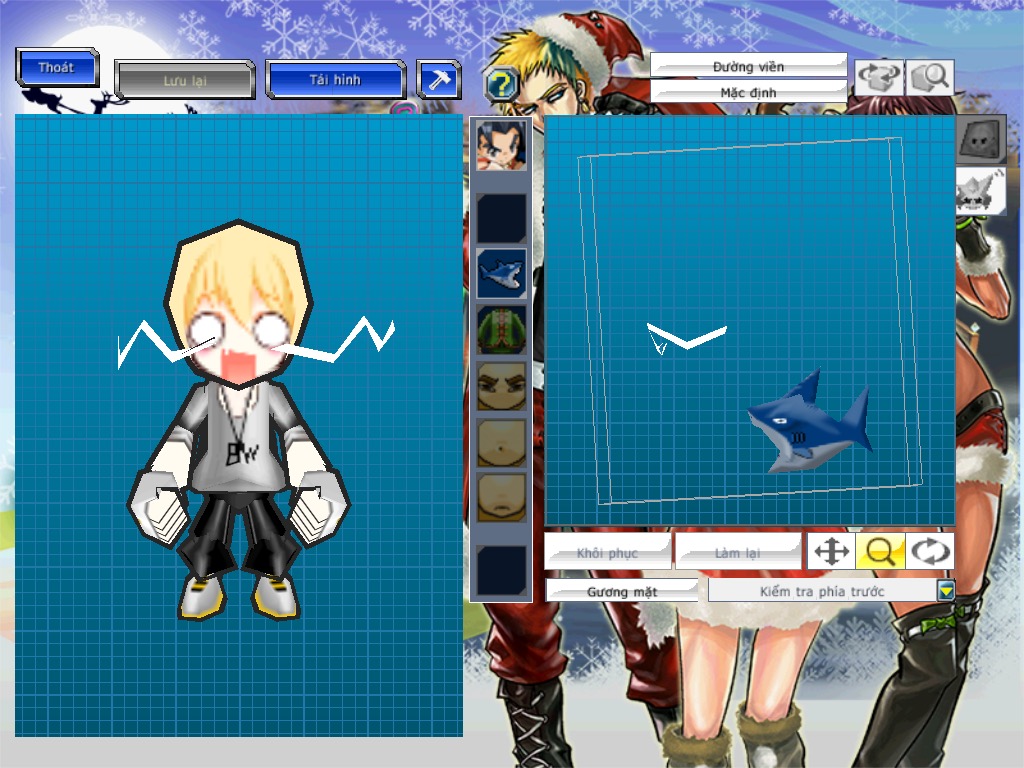 Thoát
Lưu lại
Tải hình
?
Đường viền
Mặc định
BW
Khôi phục
Làm lại
Gương mặt
Kiểm tra phía trước